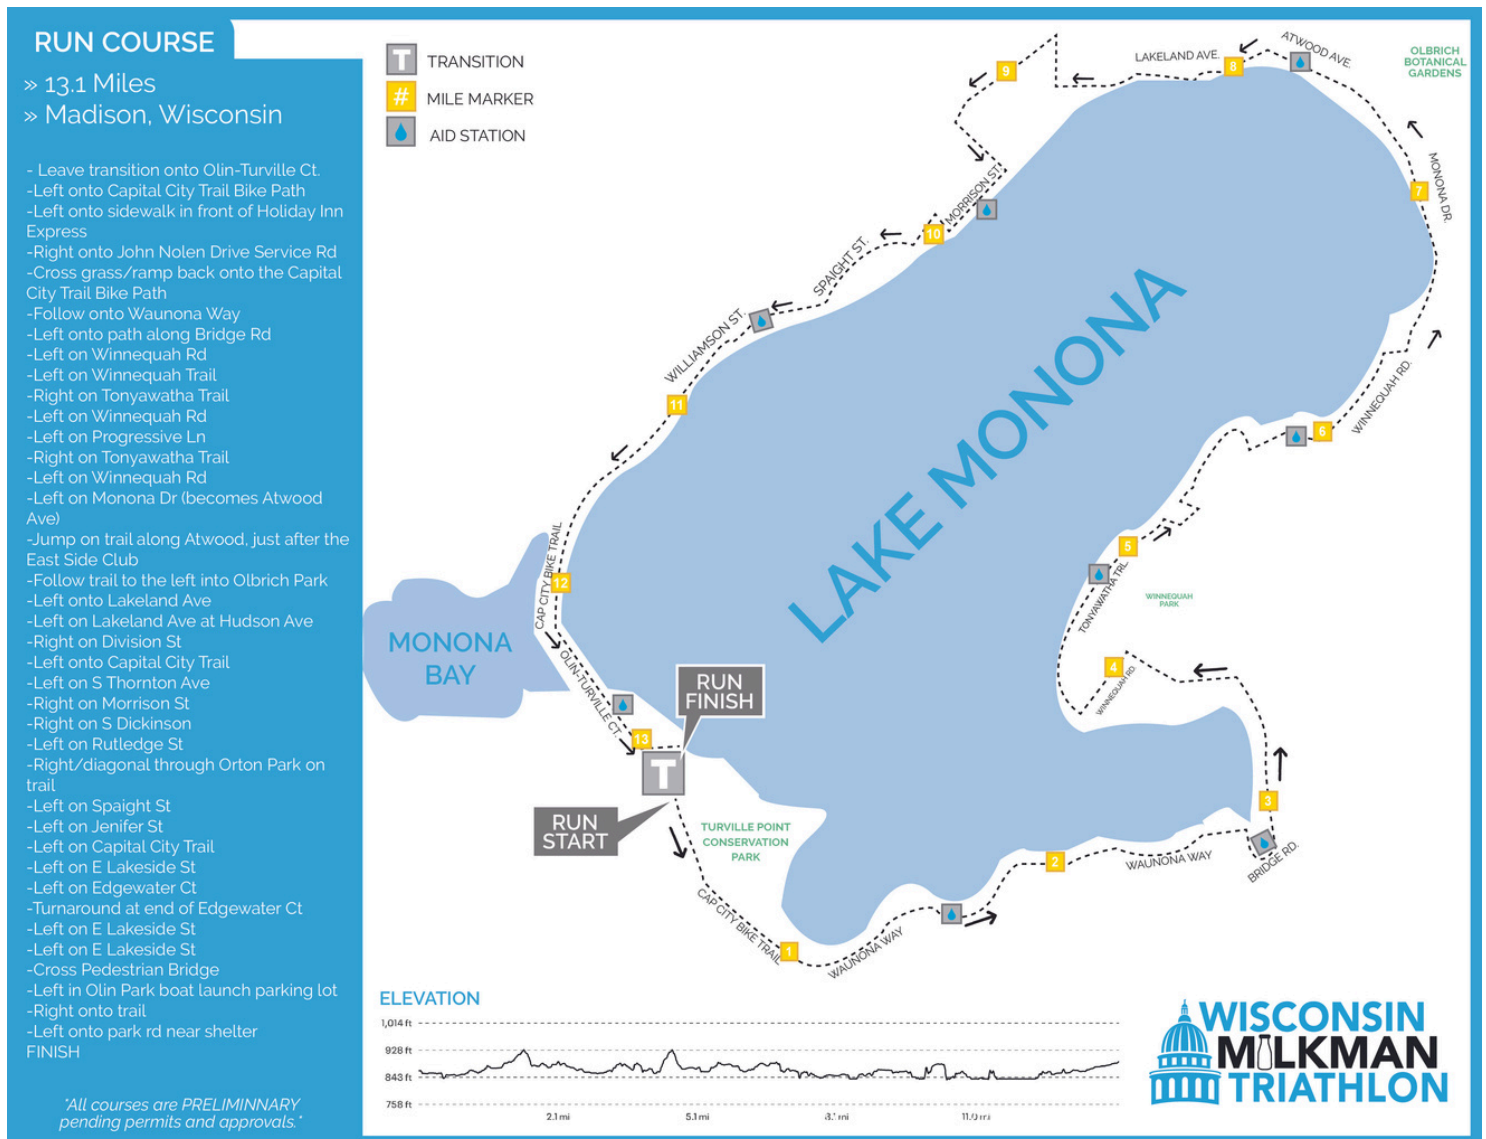 RUN COURSE
» 13.1 Miles
» Madison, Wisconsin
- Leave transition onto Olin-Turville Ct.
-Left onto Capital City Trail Bike Path
-Left onto sidewalk in front of Holiday Inn
Express
-Right onto John Nolen Drive Service Rd
-Cross grass/ramp back onto the Capital
City Trail Bike Path
-Follow onto Waunona Way
-Left onto path along Bridge Rd
-Left on Winnequah Rd
-Left on Winnequah Trail
-Right on Tonyawatha Trail
-Left on Winnequah Rd
-Left on Progressive Ln
-Right on Tonyawatha Trail
-Left on Winnequah Rd
-Left on Monona Dr (becomes Atwood
Ave)
-Jump on trail along Atwood, just after the
East Side Club
-Follow trail to the left into Olbrich Park
-Left onto Lakeland Ave
-Left on Lakeland Ave at Hudson Ave
-Right on Division St
-Left onto Capital City Trail
-Left on S Thornton Ave
-Right on Morrison St
-Right on S Dickinson
-Left on Rutledge St
-Right/diagonal through Orton Park on
trail
-Left on Spaight St
-Left on Jenifer St
-Left on Capital City Trail
-Left on E Lakeside St
-Left on Edgewater Ct
-Turnaround at end of Edgewater Ct
-Left on E Lakeside St
-Left on E Lakeside St
-Cross Pedestrian Bridge
-Left in Olin Park boat launch parking lot
-Right onto trail
-Left onto park rd near shelter
FINISH
*All courses are PRELIMINNARY
pending permits and approvals.*
T TRANSITION
# MILE MARKER
AID STATION
9
LAKELAND AVE.
8
ATWOOD AVE.
OLBRICH
BOTANICAL
GARDENS
MONONA DR.
7
MORRISON ST.
10
SPAIGHT ST.
WILLIAMSON ST.
11
LAKE MONONA
WINNEQUAH RD.
6
5
TONYAWATHA TRL.
WINNEQUAH
PARK
CAP CITY BIKE TRAIL
12
MONONA
BAY
OLIN-TURVILLE CT.
RUN
FINISH
4
WINNEQUAH RD.
13
T
RUN
START
3
TURVILLE POINT
CONSERVATION
PARK
2
WAUNONA WAY
BRIDGE RD.
CAP CITY BIKE TRAIL
1
WAUNONA WAY
ELEVATION
1,014 ft
928 ft
843 ft
758 ft
2.1 mi
5.1 mi
WISCONSIN
MILKMAN
TRIATHLON